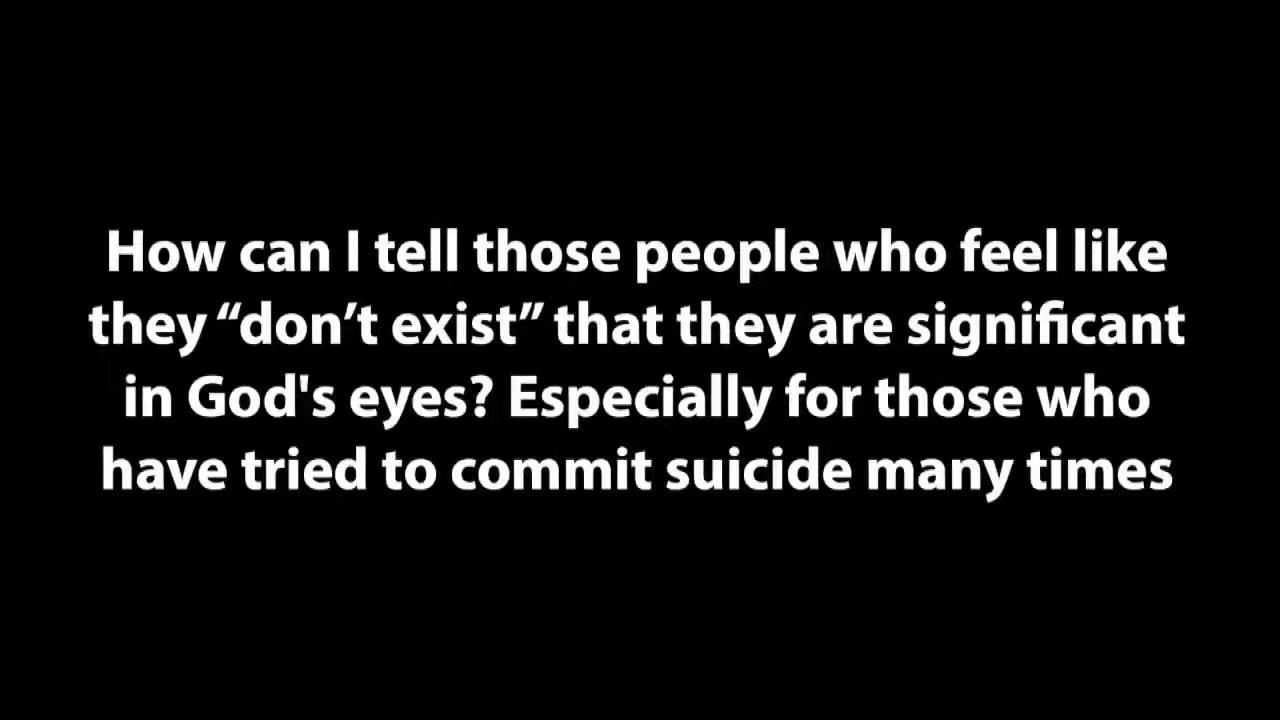 How can I tell those people who feel like
they “don’t exist” that they are significant
in God's eyes? Especially for those who
have tried to commit suicide many times